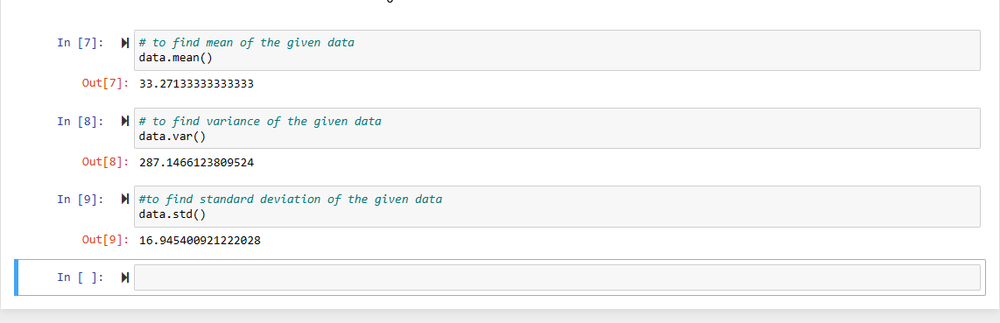 In [7]:
# to find mean of the given data
data.mean()
Out[7]: 33.27133333333333
In [8]:
# to find variance of the given data
data.var()
Out[8]: 287.1466123809524
In [9]:
#to find standard deviation of the given data
data.std()
Out[9]: 16.945400921222028
In [ ]: